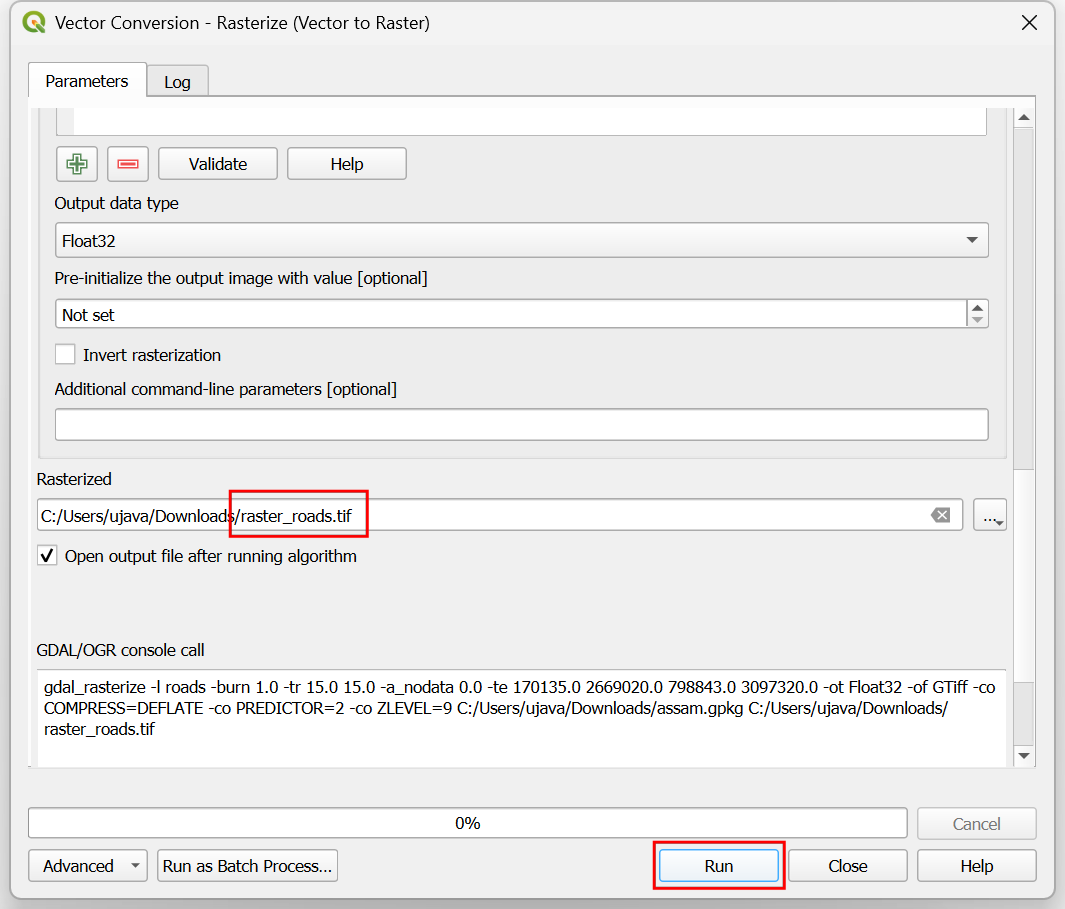 Vector Conversion - Rasterize (Vector to Raster)
Parameters
Log
Validate
Help
Output data type
Float32
Pre-initialize the output image with value [optional]
Not set
Invert rasterization
Additional command-line parameters [optional]
Rasterized
C:/Users/ujava/Downloads/raster_roads.tif
...
Open output file after running algorithm
GDAL/OGR console call
gdal_rasterize -l roads -burn 1.0 -tr 15.0 15.0 -a_nodata 0.0 -te 170135.0 2669020.0 798843.0 3097320.0 -ot Float32 -of GTiff -co
COMPRESS=DEFLATE -co PREDICTOR=2 -co ZLEVEL=9 C:/Users/ujava/Downloads/assam.gpkg C:/Users/ujava/Downloads/
raster_roads.tif
0%
Cancel
Advanced
Run as Batch Process...
Run
Close
Help